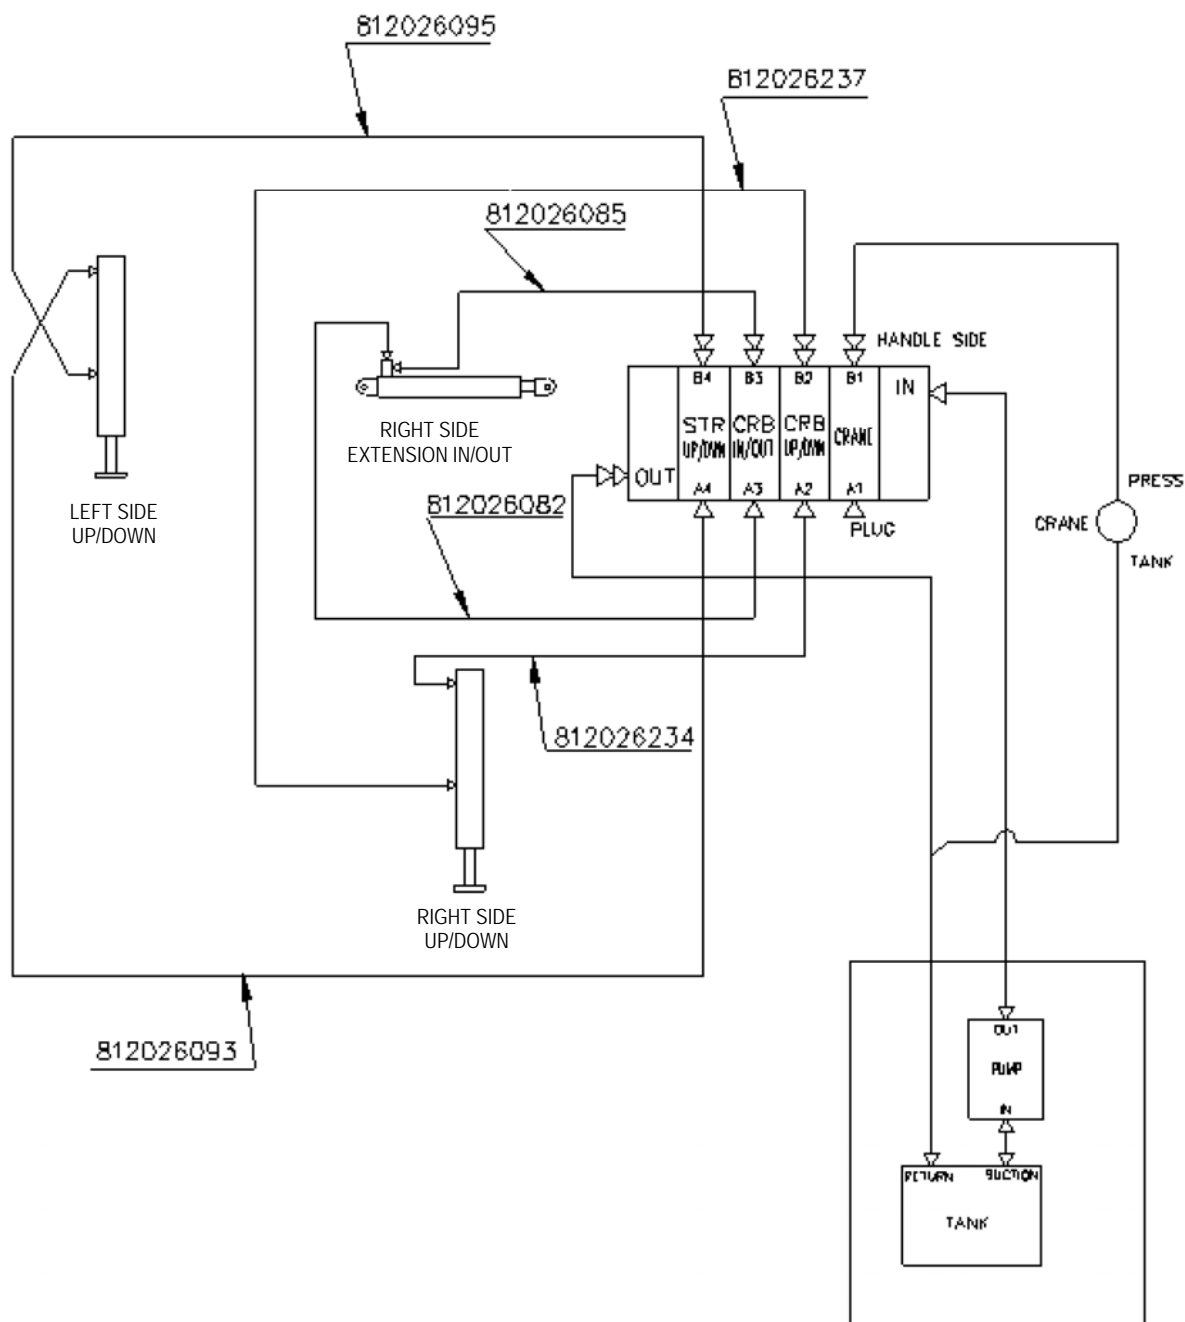 812026095
812026237
812026085
HANDLE SIDE
B4
B3
B2
B1
IN
STR
UP/DWN
CRB
IN/OUT
CRB
UP/DWN
CRANE
OUT
A4
A3
A2
A1
PLUG
RIGHT SIDE
EXTENSION IN/OUT
LEFT SIDE
UP/DOWN
812026082
PRESS
CRANE
TANK
812026234
RIGHT SIDE
UP/DOWN
812026093
OUT
PUMP
IN
RETURN
SUCTION
TANK